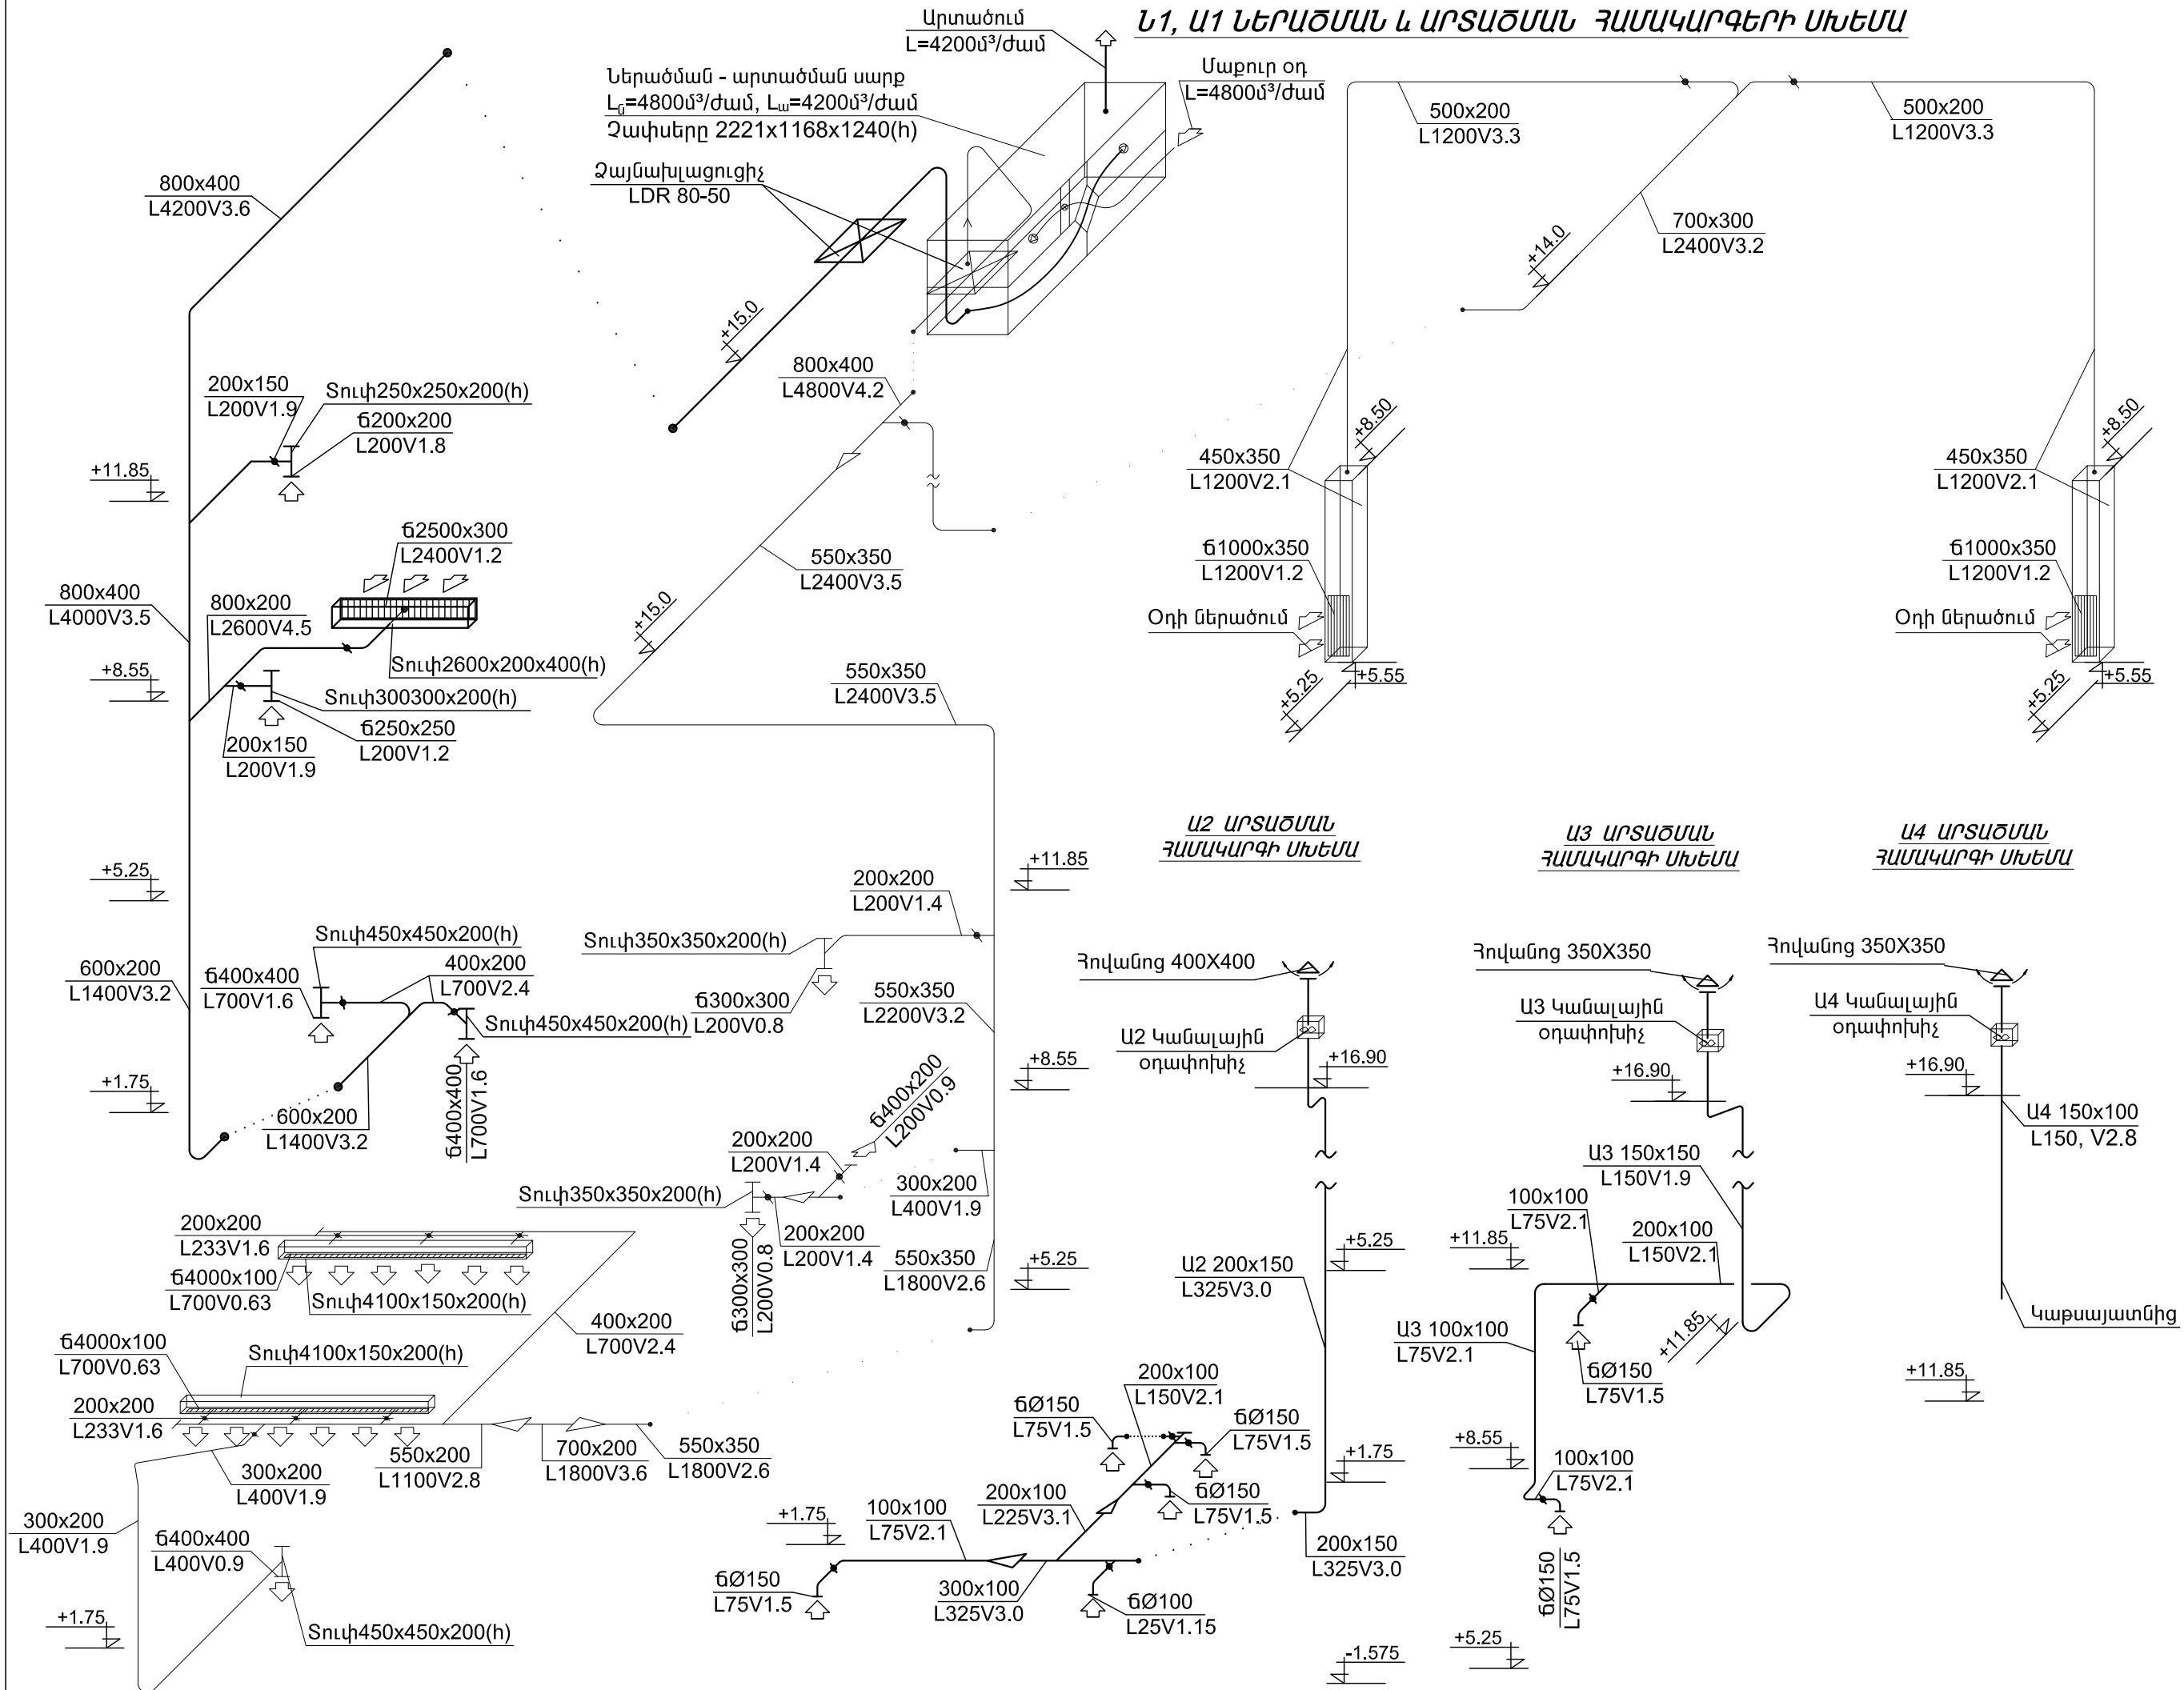 Ն1, Ա1 ՆԵՐԱԾՄԱՆ և ԱՐՏԱԾՄԱՆ ՀԱՄԱԿԱՐԳԵՐԻ ՍԽԵՄԱ
Արտածում
L=4200մ³/ժամ
Մաքուր օդ
L=4800մ³/ժամ
Ներածման - արտածման սարք
Lն=4800մ³/ժամ, Lա=4200մ³/ժամ
Չափսերը 2221x1168x1240(h)
Ձայնախլացուցիչ
LDR 80-50
800x400
L4200V3.6
+15.0
800x400
L4800V4.2
500x200
L1200V3.3
500x200
L1200V3.3
700x300
L2400V3.2
+14.0
200x150
L200V1.9
Տուփ250x250x200(h)
ճ200x200
L200V1.8
+11.85
ճ2500x300
L2400V1.2
800x400
L4000V3.5
800x200
L2600V4.5
Տուփ2600x200x400(h)
+8.55
Տուփ300300x200(h)
ճ250x250
L200V1.2
200x150
L200V1.9
550x350
L2400V3.5
+15.0
550x350
L2400V3.5
+8.50
450x350
L1200V2.1
ճ1000x350
L1200V1.2
Օդի ներածում
+5.25
+5.55
+8.50
450x350
L1200V2.1
ճ1000x350
L1200V1.2
Օդի ներածում
+5.25
+5.55
+5.25
Տուփ450x450x200(h)
600x200
L1400V3.2
ճ400x400
L700V1.6
400x200
L700V2.4
Տուփ450x450x200(h)
ճ400x400
L700V1.6
+1.75
600x200
L1400V3.2
+11.85
200x200
L200V1.4
Տուփ350x350x200(h)
ճ300x300
L200V0.8
550x350
L2200V3.2
+8.55
ճ400x200
L200V0.9
200x200
L200V1.4
Տուփ350x350x200(h)
ճ300x300
L200V0.8
200x200
L200V1.4
300x200
L400V1.9
550x350
L1800V2.6
+5.25
200x200
L233V1.6
ճ4000x100
L700V0.63
Տուփ4100x150x200(h)
400x200
L700V2.4
ճ4000x100
L700V0.63
Տուփ4100x150x200(h)
200x200
L233V1.6
300x200
L400V1.9
550x200
L1100V2.8
700x200
L1800V3.6
550x350
L1800V2.6
300x200
L400V1.9
ճ400x400
L400V0.9
+1.75
Տուփ450x450x200(h)
Ա2 ԱՐՏԱԾՄԱՆ
ՀԱՄԱԿԱՐԳԻ ՍԽԵՄԱ
Հովանոց 400X400
Ա2 Կանալային
օդափոխիչ
+16.90
Ա2 200x150
L325V3.0
+5.25
200x100
L150V2.1
ճØ150
L75V1.5
ճØ150
L75V1.5
+1.75
200x100
L225V3.1
ճØ150
L75V1.5
100x100
L75V2.1
+1.75
200x150
L325V3.0
ճØ150
L75V1.5
300x100
L325V3.0
ճØ100
L25V1.15
-1.575
Ա3 ԱՐՏԱԾՄԱՆ
ՀԱՄԱԿԱՐԳԻ ՍԽԵՄԱ
Հովանոց 350X350
Ա3 Կանալային
օդափոխիչ
+16.90
Ա3 150x150
L150V1.9
100x100
L75V2.1
200x100
L150V2.1
+11.85
Ա3 100x100
L75V2.1
+11.85
ճØ150
L75V1.5
+8.55
100x100
L75V2.1
ճØ150
L75V1.5
+5.25
Ա4 ԱՐՏԱԾՄԱՆ
ՀԱՄԱԿԱՐԳԻ ՍԽԵՄԱ
Հովանոց 350X350
Ա4 Կանալային
օդափոխիչ
+16.90
Ա4 150x100
L150, V2.8
Կաթսայատնից
+11.85